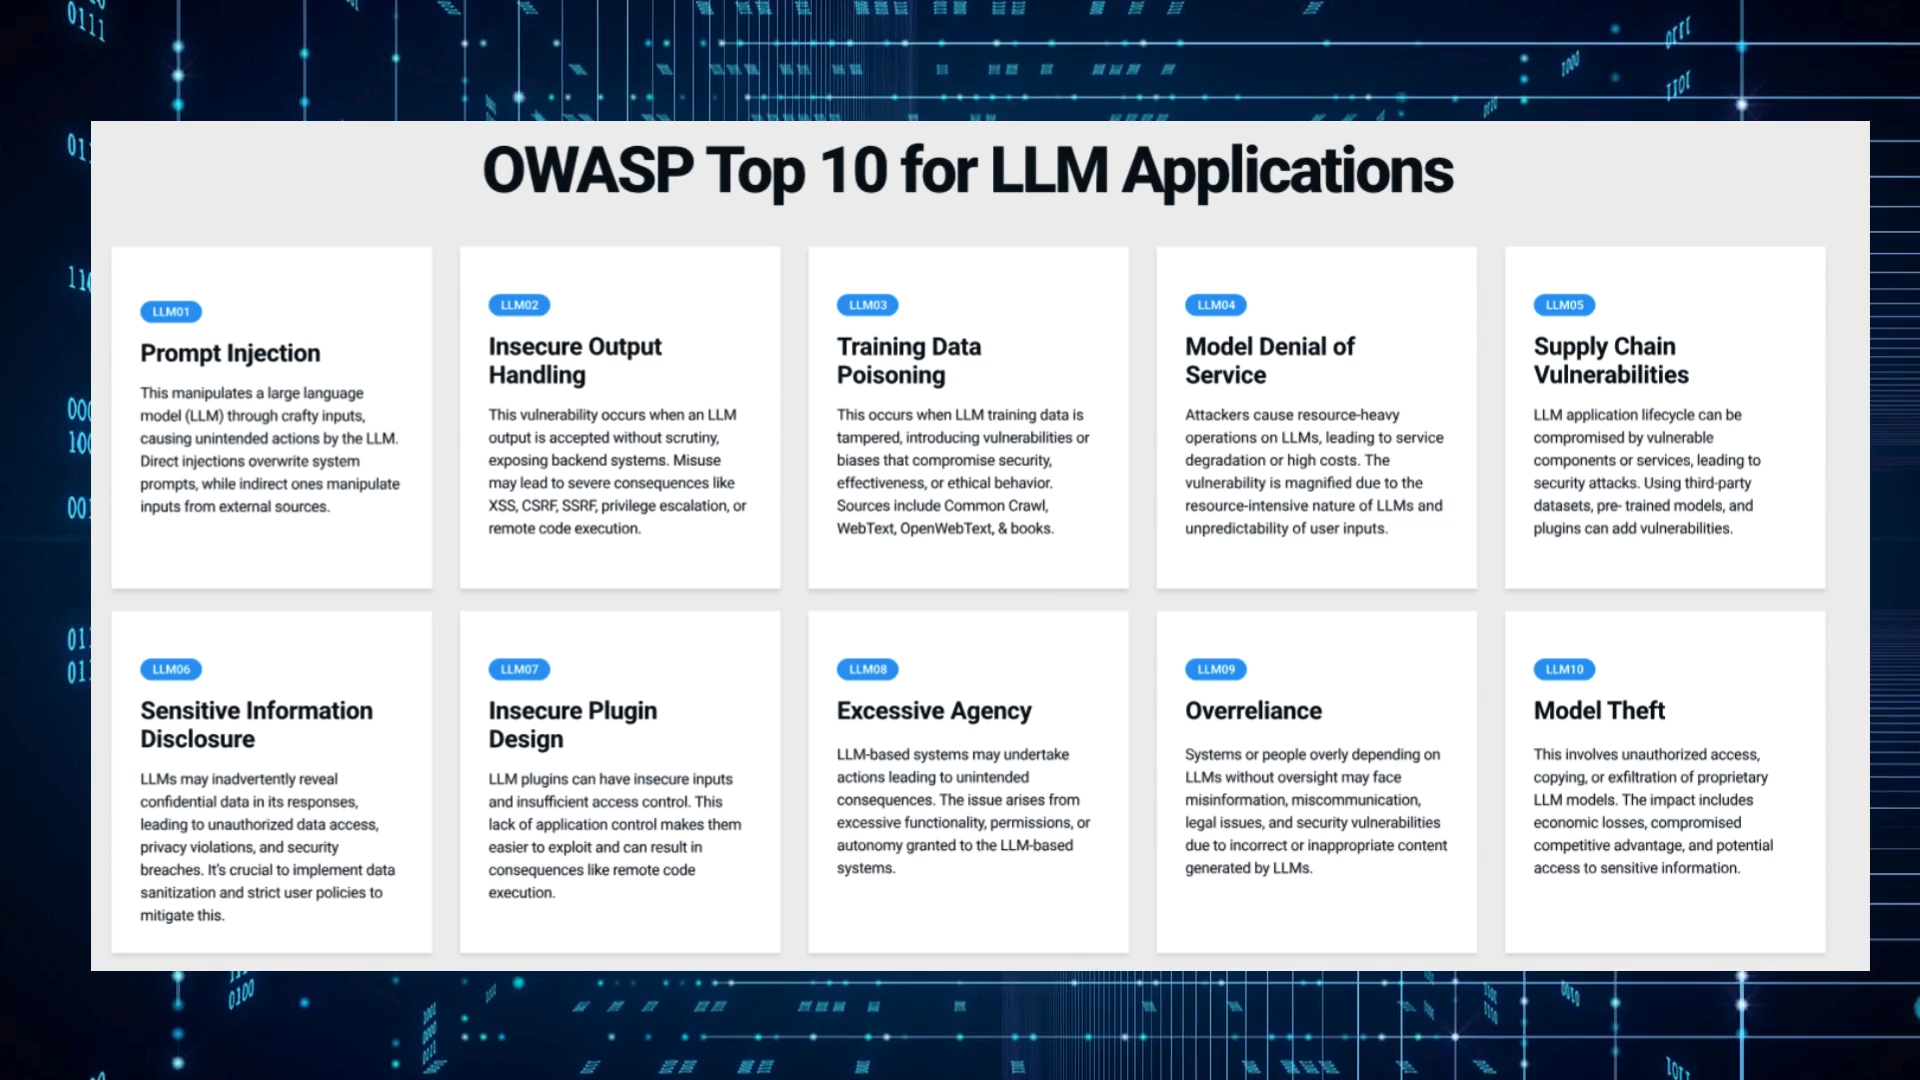 OWASP Top 10 for LLM Applications
LLM01
Prompt Injection
This manipulates a large language
model (LLM) through crafty inputs,
causing unintended actions by the LLM.
Direct injections overwrite system
prompts, while indirect ones manipulate
inputs from external sources.
LLM02
Insecure Output
Handling
This vulnerability occurs when an LLM
output is accepted without scrutiny,
exposing backend systems. Misuse
may lead to severe consequences like
XSS, CSRF, SSRF, privilege escalation, or
remote code execution.
LLM03
Training Data
Poisoning
This occurs when LLM training data is
tampered, introducing vulnerabilities or
biases that compromise security,
effectiveness, or ethical behavior.
Sources include Common Crawl,
WebText, OpenWebText, & books.
LLM04
Model Denial of
Service
Attackers cause resource-heavy
operations on LLMs, leading to service
degradation or high costs. The
vulnerability is magnified due to the
resource-intensive nature of LLMs and
unpredictability of user inputs.
LLM05
Supply Chain
Vulnerabilities
LLM application lifecycle can be
compromised by vulnerable
components or services, leading to
security attacks. Using third-party
datasets, pre- trained models, and
plugins can add vulnerabilities.
LLM06
Sensitive Information
Disclosure
LLMs may inadvertently reveal
confidential data in its responses,
leading to unauthorized data access,
privacy violations, and security
breaches. It's crucial to implement data
sanitization and strict user policies to
mitigate this.
LLM07
Insecure Plugin
Design
LLM plugins can have insecure inputs
and insufficient access control. This
lack of application control makes them
easier to exploit and can result in
consequences like remote code
execution.
LLM08
Excessive Agency
LLM-based systems may undertake
actions leading to unintended
consequences. The issue arises from
excessive functionality, permissions, or
autonomy granted to the LLM-based
systems.
LLM09
Overreliance
Systems or people overly depending on
LLMs without oversight may face
misinformation, miscommunication,
legal issues, and security vulnerabilities
due to incorrect or inappropriate content
generated by LLMs.
LLM10
Model Theft
This involves unauthorized access,
copying, or exfiltration of proprietary
LLM models. The impact includes
economic losses, compromised
competitive advantage, and potential
access to sensitive information.